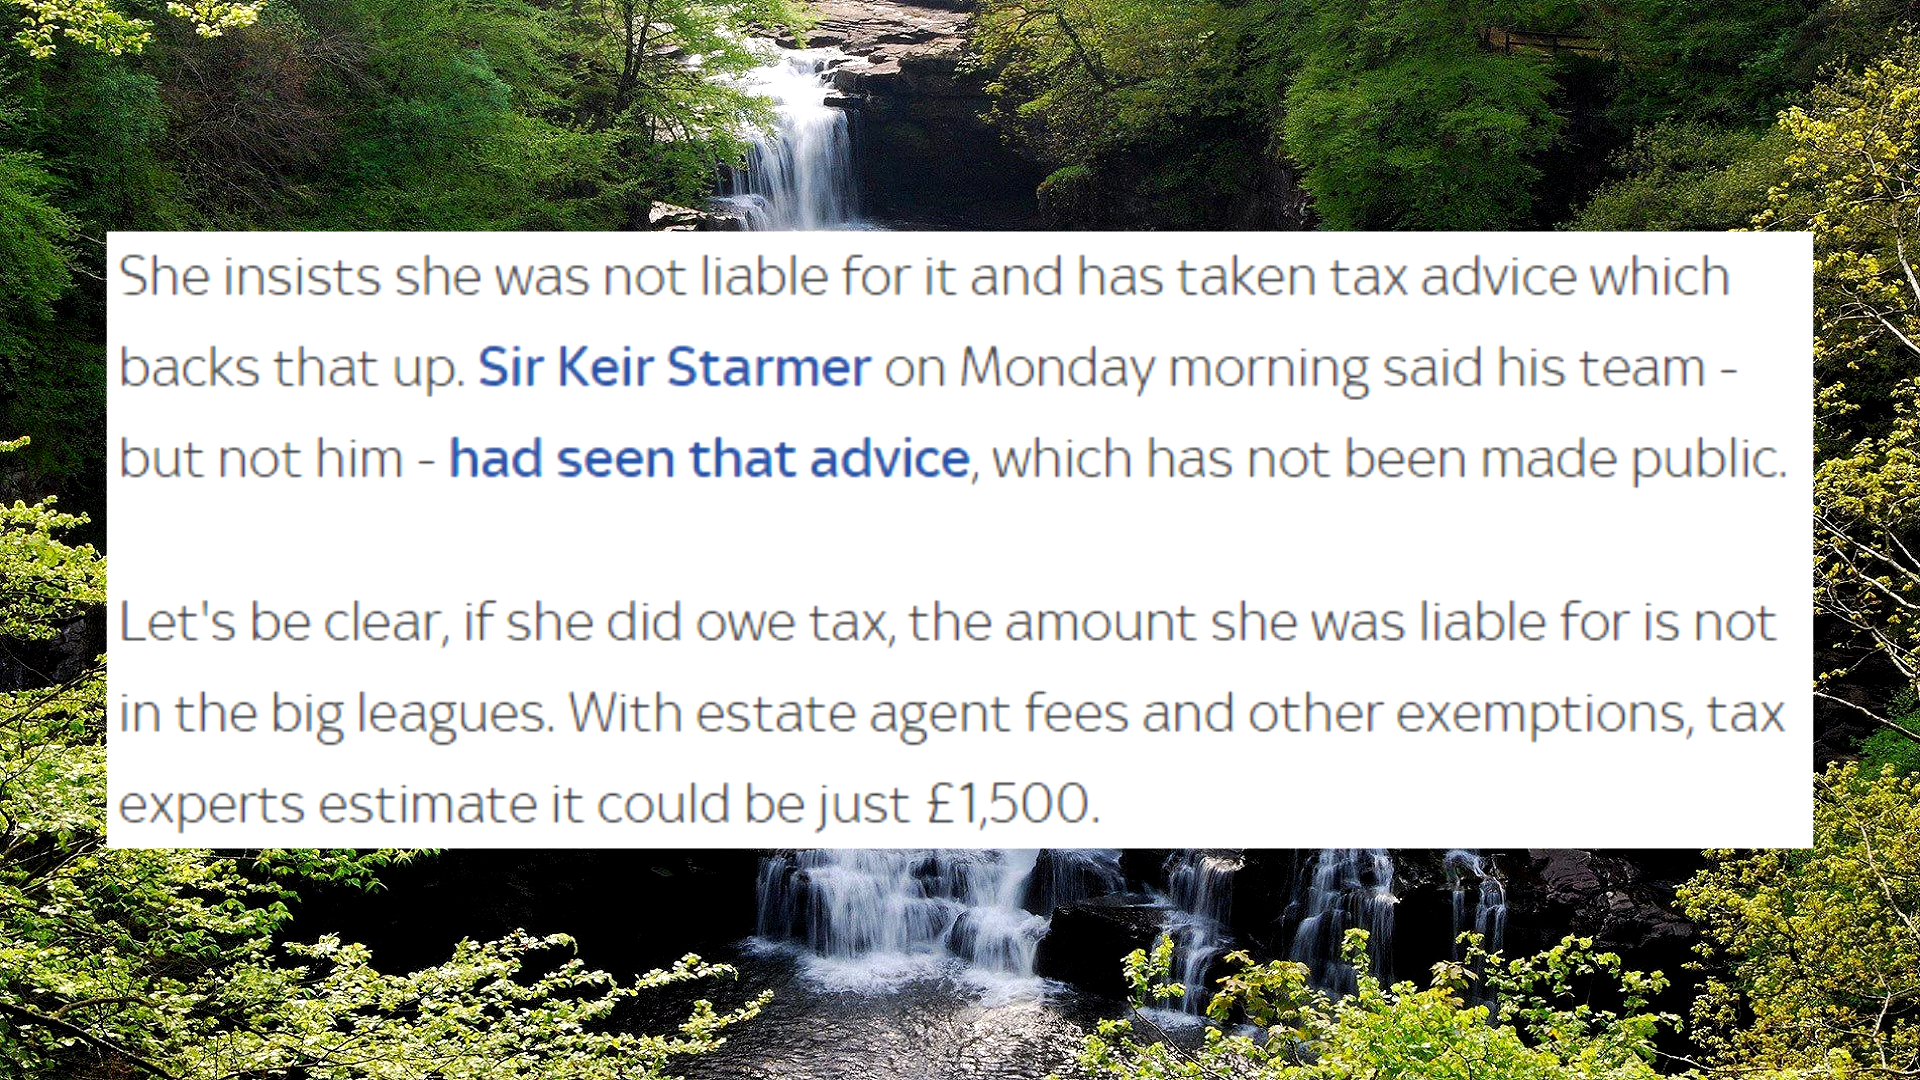 She insists she was not liable for it and has taken tax advice which
backs that up. Sir Keir Starmer on Monday morning said his team -
but not him - had seen that advice, which has not been made public.
Let's be clear, if she did owe tax, the amount she was liable for is not
in the big leagues. With estate agent fees and other exemptions, tax
experts estimate it could be just £1,500.